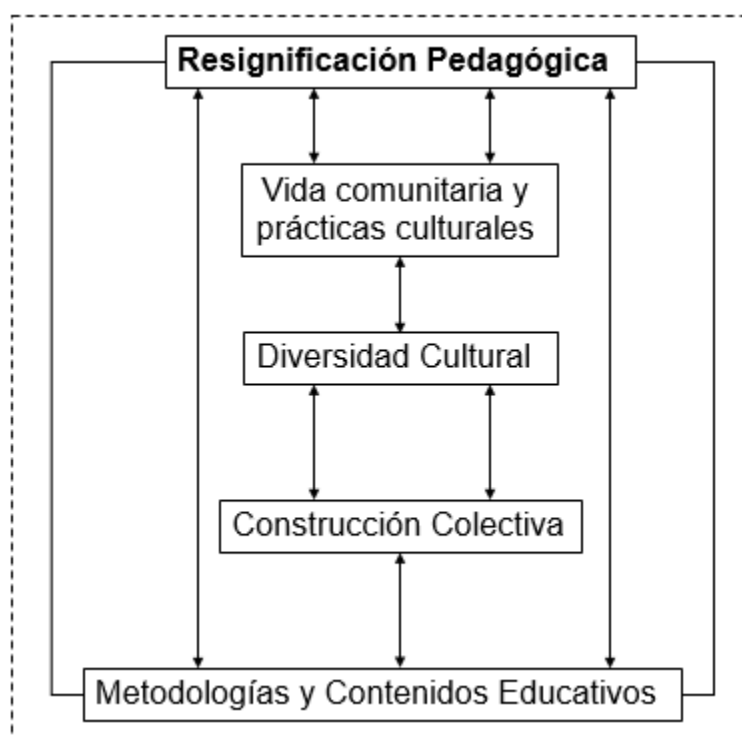 Resignificación Pedagógica
Vida comunitaria y
prácticas culturales
Diversidad Cultural
Construcción Colectiva
Metodologías y Contenidos Educativos